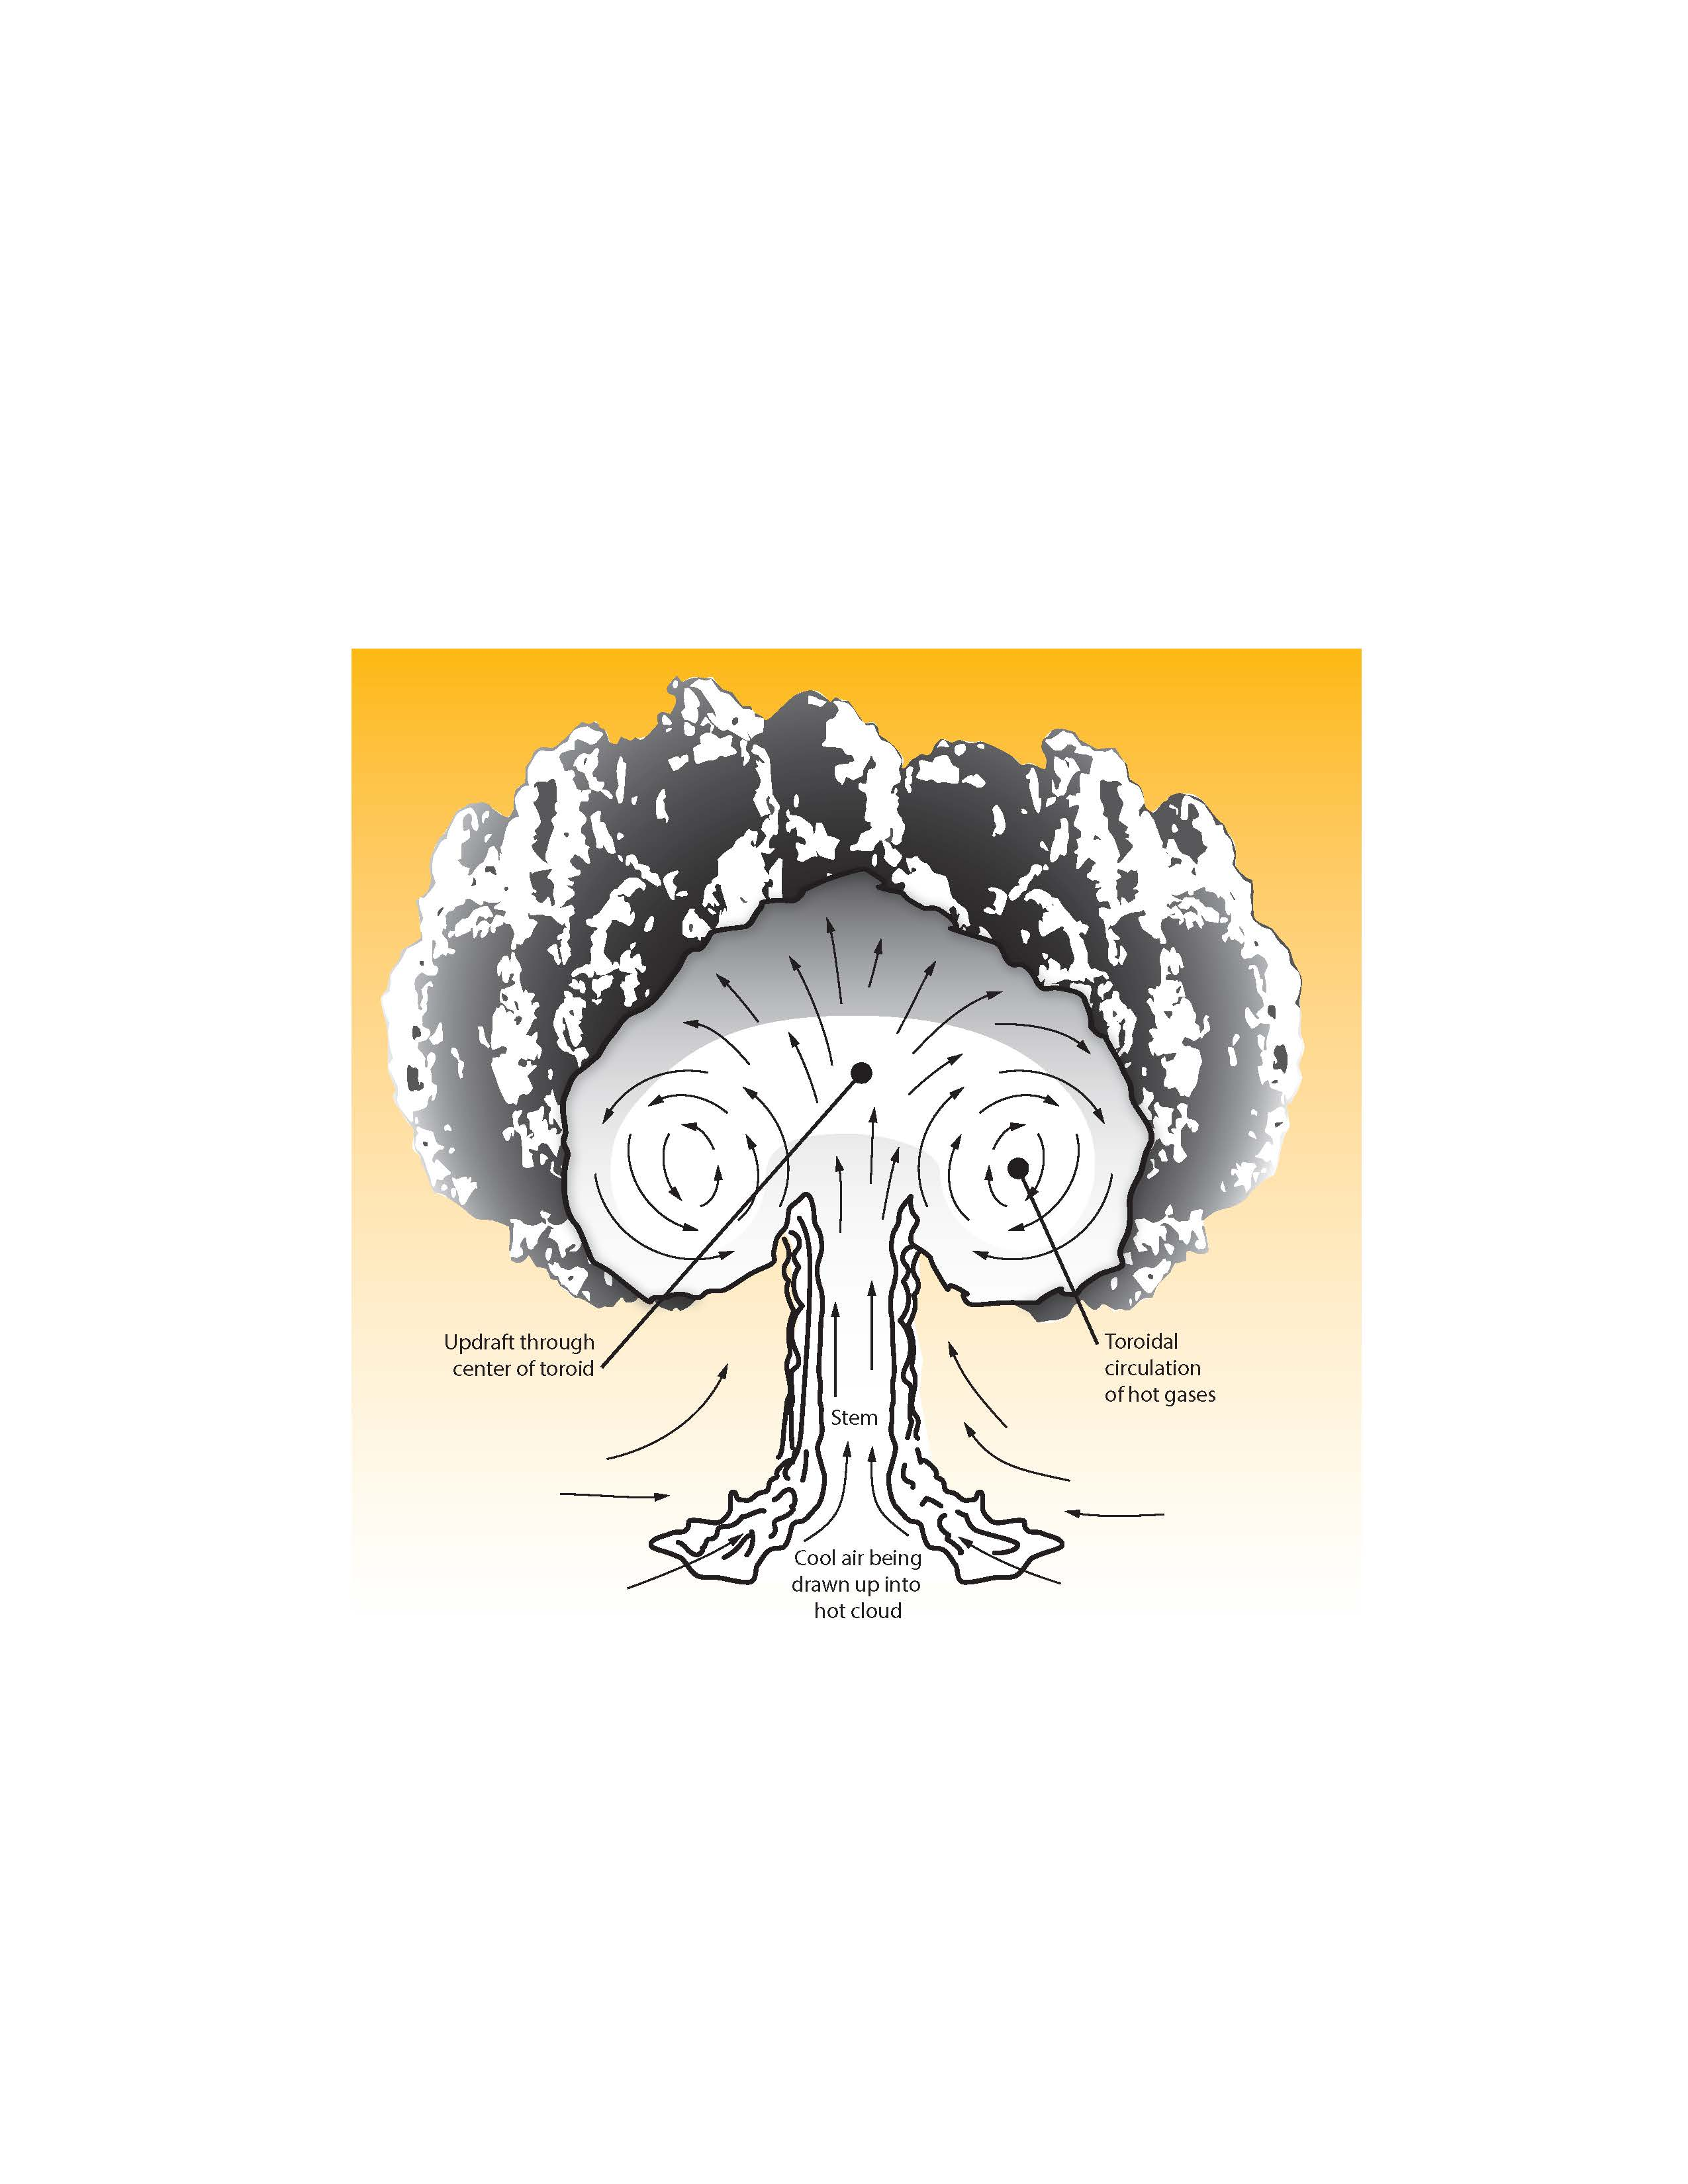 Updraft through
center of toroid
Toroidal
circulation
of hot gases
Stem
Cool air being
drawn up into
hot cloud